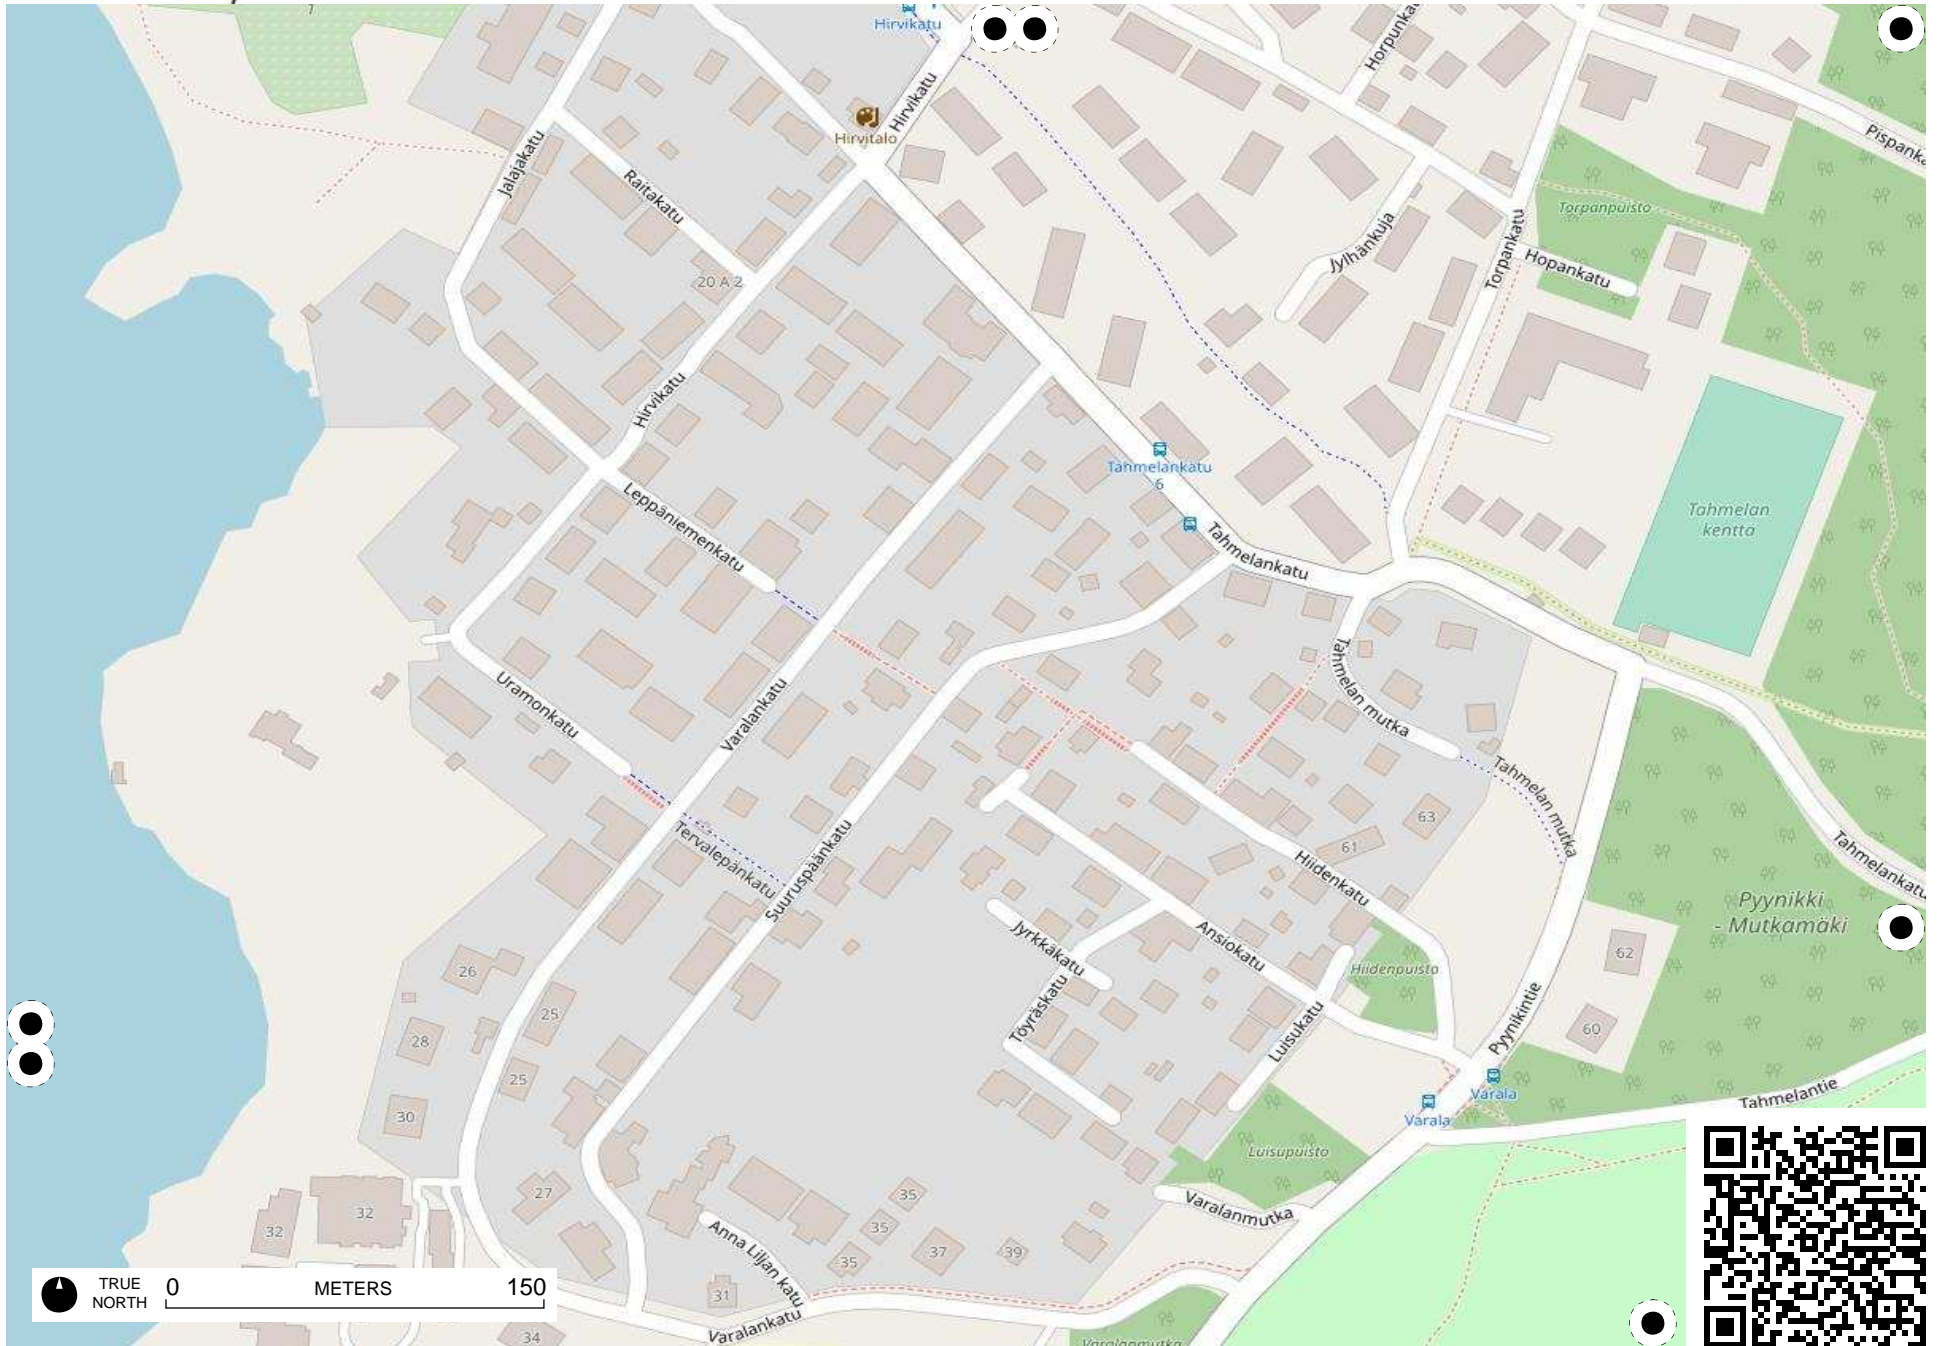 Hirvikatu
Hirvikatu
Horpunkatu
Hirvitalo
Pispanka
Jalajakatu
Raitakatu
Torpanpuisto
Jylhänkuja
Torpankatu
Hopankatu
20 A 2
Hirvikatu
Tahmelankatu
6
Leppäniemenkatu
Tahmelankatu
Tahmelan
kenttä
Tahmelan mutka
Uramonkatu
Varalankatu
Tahmelan mutka
63
61
Tervalepänkatu
Suuruspäänkatu
Hiidenkatu
Tahmelankatu
Pyynikki
- Mutkamäki
Jyrkkäkatu
Ansiokatu
62
26
Hiidenpuisto
25
Töyräskatu
Luisukatu
Pyynikintie
60
28
25
Varala
Varala
Tahmelantie
30
Luisupuisto
27
35
32
32
35
Varalanmutka
Anna Liljan katu
37
39
35
31
TRUE
NORTH
0
METERS
150
34
Varalankatu
Varalanmutka